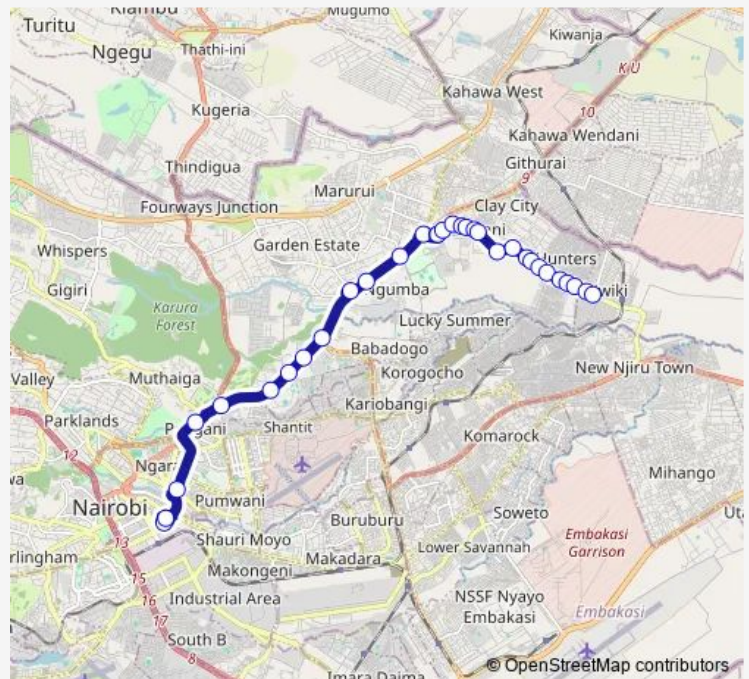 Kiambu
Mugumo
Turitu
Ngegu
Thathi-ini
Kiwanja
KU
Kahawa West
Kugeria
10
Kahawa Wendani
Githurai
9
Thindigua
Marurui
Fourways Junction
Clay City
Whispers
Garden Estate
Gigiri
Karura
Forest
Lucky Summer
Babadogo
Korogocho
New Njiru Town
Valley
Muthaiga
Kariobangi
Parklands
Shantit
Komarock
12
Mihango
Nairobi
Pumwani
Soweto
Buruburu
Embakasi
Garrison
13
Shauri Moyo
Lower Savannah
Makadara
Makongeni
15
16
Industrial Area
NSSF Nyayo
Embakasi
Embakasi
17
South B
8
Imara Daima
© OpenStreetMap contributors